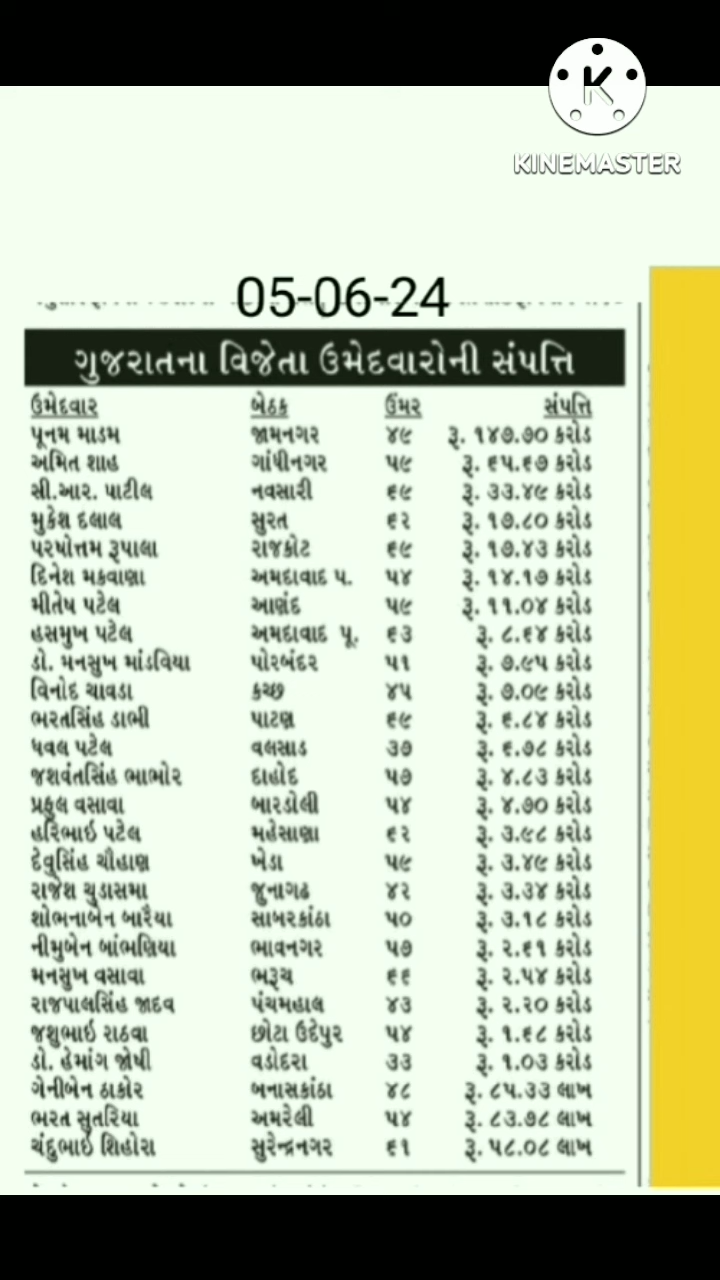 KINEMASTER
05-06-24
ગુજરાતના વિજેતા ઉમેદવારોની સંપત્તિ
ઉમેદવાર બેઠક ઉંમર સંપત્તિ
પૂનમ માડમ જામનગર ૪૯ રૂ. ૧૪૭.૭૦ કરોડ
અમિત શાહ ગાંધીનગર ૫૯ રૂ. ૬૫.૬૭ કરોડ
સી.આર. પાટીલ નવસારી ૬૯ રૂ. ૩૩.૪૯ કરોડ
મુકેશ દલાલ સુરત ૬૨ રૂ. ૧૭.૮૦ કરોડ
પરષોત્તમ રૂપાલા રાજકોટ ૬૯ રૂ. ૧૭.૪૩ કરોડ
દિનેશ મકવાણા અમદાવાદ પ. ૫૪ રૂ. ૧૪.૧૭ કરોડ
મીતેષ પટેલ આણંદ ૫૯ રૂ. ૧૧.૦૪ કરોડ
હસમુખ પટેલ અમદાવાદ પૂ. ૬૩ રૂ. ૮.૬૪ કરોડ
ડો. મનસુખ માંડવિયા પોરબંદર ૫૧ રૂ. ૭.૯૫ કરોડ
વિનોદ ચાવડા કચ્છ ૪૫ રૂ. ૭.૦૯ કરોડ
ભરતસિંહ ડાભી પાટણ ૬૯ રૂ. ૬.૮૪ કરોડ
ધવલ પટેલ વલસાડ ૩૭ રૂ. ૬.૭૮ કરોડ
જશવંતસિંહ ભાભોર દાહોદ ૫૭ રૂ. ૪.૮૩ કરોડ
પ્રફુલ વસાવા બારડોલી ૫૪ રૂ. ૪.૭૦ કરોડ
હરિભાઇ પટેલ મહેસાણા ૬૨ રૂ. ૩.૯૮ કરોડ
દેવુસિંહ ચૌહાણ ખેડા ૫૯ રૂ. ૩.૪૯ કરોડ
રાજેશ ચુડાસમા જુનાગઢ ૪૨ રૂ. ૩.૩૪ કરોડ
શોભનાબેન બારૈયા સાબરકાંઠા ૫૦ રૂ. ૩.૧૮ કરોડ
નીમુબેન બાંભણિયા ભાવનગર ૫૭ રૂ. ૨.૬૧ કરોડ
મનસુખ વસાવા ભરૂચ ૬૬ રૂ. ૨.૫૪ કરોડ
રાજપાલસિંહ જાદવ પંચમહાલ ૪૩ રૂ. ૨.૨૦ કરોડ
જશુભાઇ રાઠવા છોટા ઉદેપુર ૫૪ રૂ. ૧.૬૮ કરોડ
ડો. હેમાંગ જોષી વડોદરા ૩૩ રૂ. ૧.૦૩ કરોડ
ગેનીબેન ઠાકોર બનાસકાંઠા ૪૮ રૂ. ૮૫.૩૩ લાખ
ભરત સુતરિયા અમરેલી ૫૪ રૂ. ૮૩.૭૮ લાખ
ચંદુભાઇ શિહોરા સુરેન્દ્રનગર ૬૧ રૂ. ૫૮.૦૮ લાખ